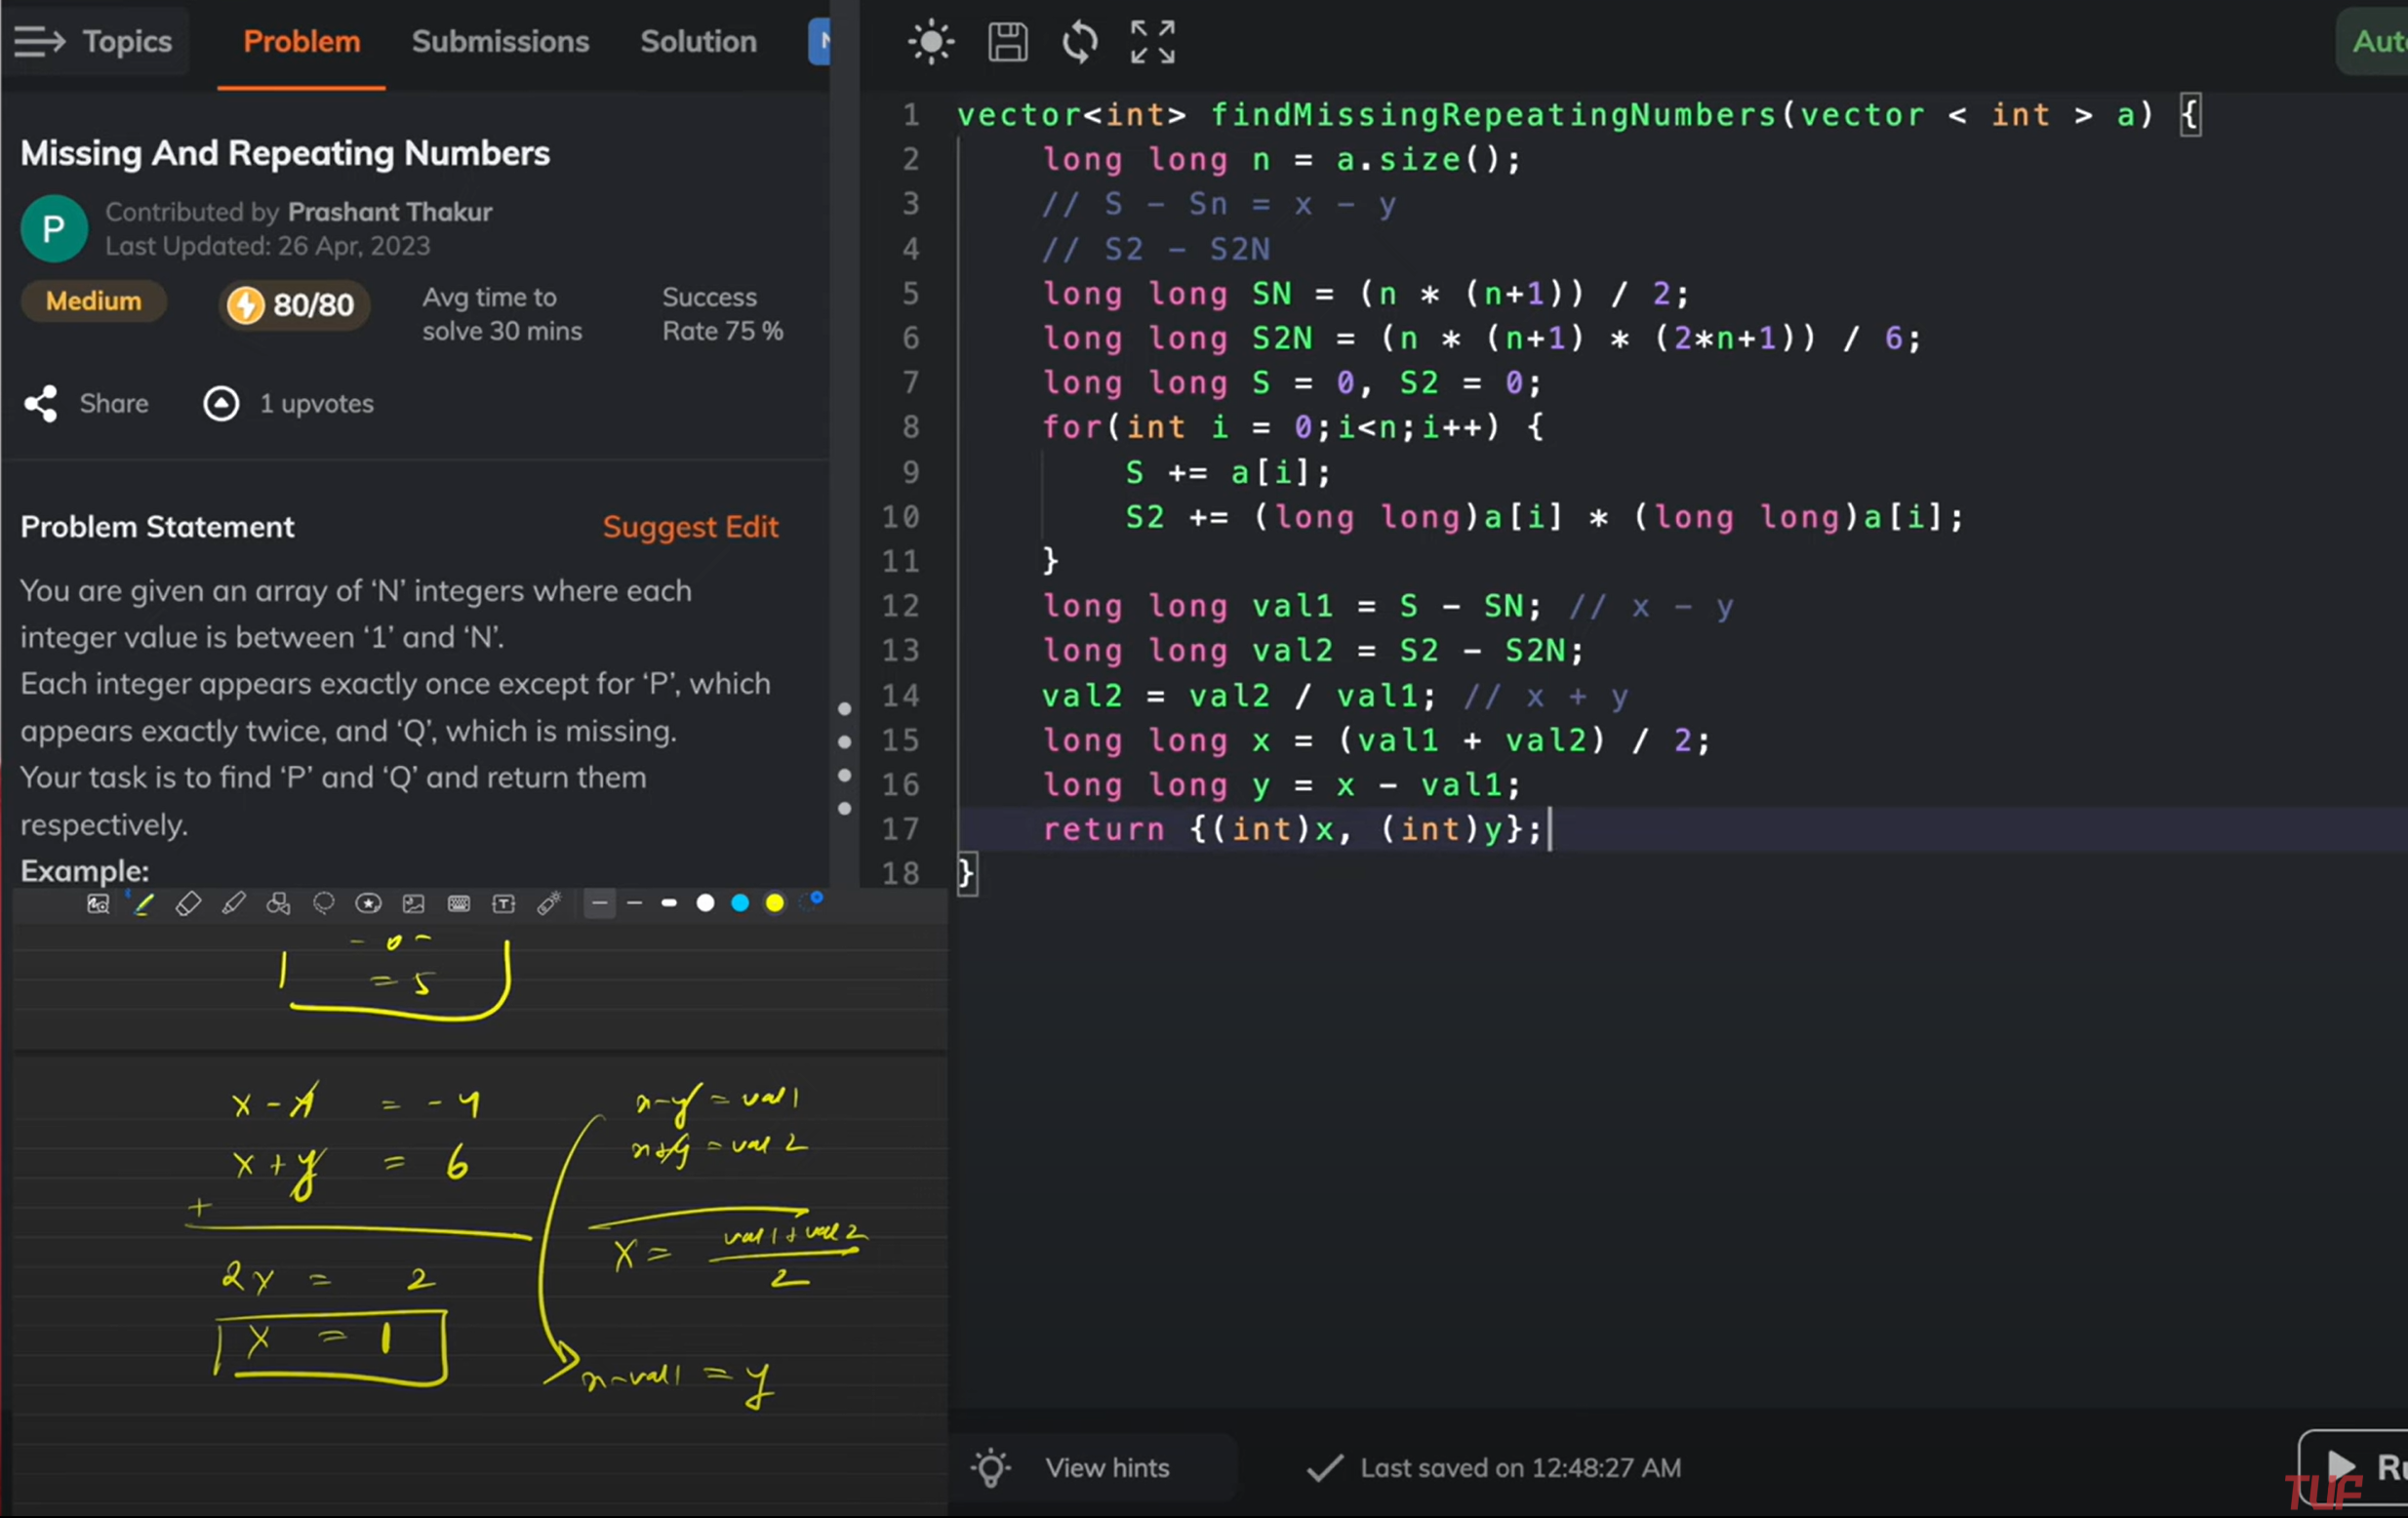 Topics Problem Submissions Solution
Missing And Repeating Numbers
P
Contributed by Prashant Thakur
Last Updated: 26 Apr, 2023
Medium
80/80
Avg time to
solve 30 mins
Success
Rate 75 %
Share
1 upvotes
Problem Statement
Suggest Edit
You are given an array of ‘N’ integers where each
integer value is between ‘1’ and ‘N’.
Each integer appears exactly once except for ‘P’, which
appears exactly twice, and ‘Q’, which is missing.
Your task is to find ‘P’ and ‘Q’ and return them
respectively.
Example:
= 5
x - y = - 4
x + y = 6
+
2x = 2
x = 1
x - y = val1
x + y = val 2
x = val 1 + val 2
2
x - val1 = y
1 vector<int> findMissingRepeatingNumbers(vector < int > a) {
2 long long n = a.size();
3 // S - Sn = x - y
4 // S2 - S2N
5 long long SN = (n * (n+1)) / 2;
6 long long S2N = (n * (n+1) * (2*n+1)) / 6;
7 long long S = 0, S2 = 0;
8 for(int i = 0;i<n;i++) {
9 S += a[i];
10 S2 += (long long)a[i] * (long long)a[i];
11 }
12 long long val1 = S - SN; // x - y
13 long long val2 = S2 - S2N;
14 val2 = val2 / val1; // x + y
15 long long x = (val1 + val2) / 2;
16 long long y = x - val1;
17 return {(int)x, (int)y};
18 }
View hints
Last saved on 12:48:27 AM
TUF